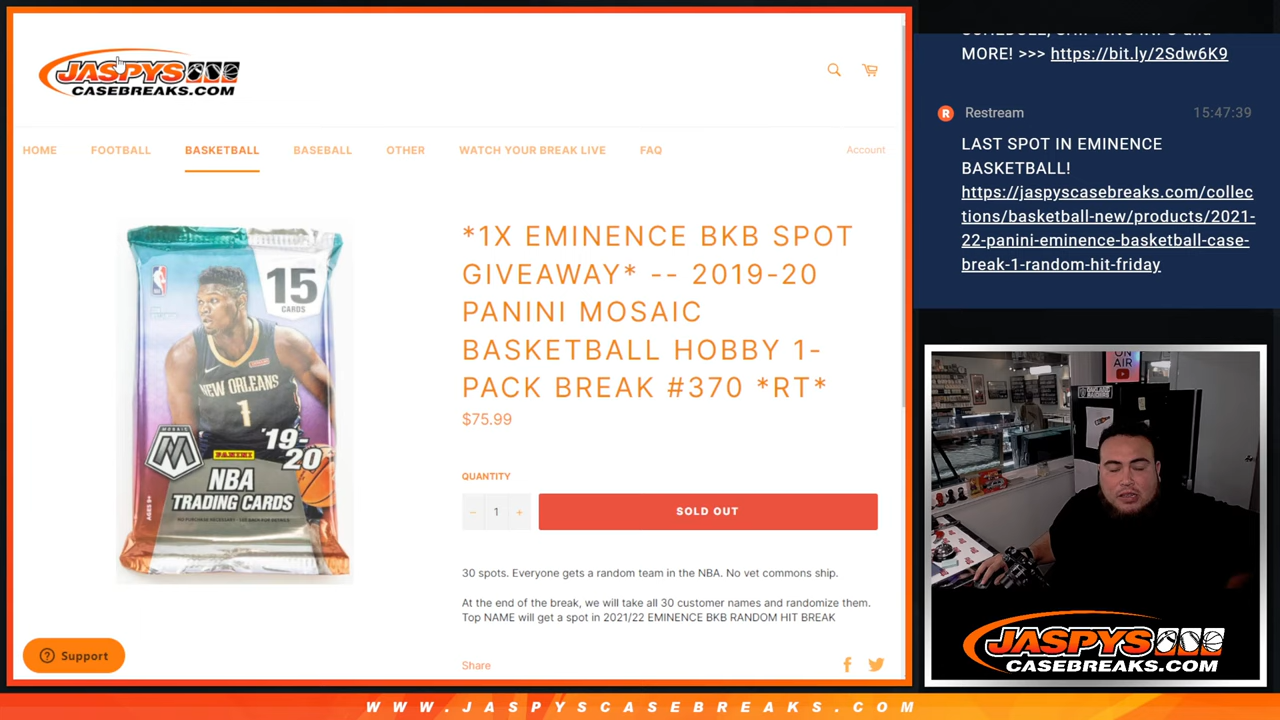 JASPYS
CASEBREAKS.COM
HOME FOOTBALL BASKETBALL BASEBALL OTHER WATCH YOUR BREAK LIVE FAQ Account
15
CARDS
NEW ORLEANS
1
MOSAIC
PANINI
'19-
20
NBA
TRADING CARDS
AGES 9+
*1X EMINENCE BKB SPOT
GIVEAWAY* -- 2019-20
PANINI MOSAIC
BASKETBALL HOBBY 1-
PACK BREAK #370 *RT*
$75.99
QUANTITY
− 1 +
SOLD OUT
30 spots. Everyone gets a random team in the NBA. No vet commons ship.
At the end of the break, we will take all 30 customer names and randomize them.
Top NAME will get a spot in 2021/22 EMINENCE BKB RANDOM HIT BREAK
Share
Support
MORE! >>> https://bit.ly/2Sdw6K9
Restream 15:47:39
LAST SPOT IN EMINENCE
BASKETBALL!
https://jaspyscasebreaks.com/collec
tions/basketball-new/products/2021-
22-panini-eminence-basketball-case-
break-1-random-hit-friday
ON
AIR
JASPYS
CASEBREAKS.COM
WWW.JASPYSCASEBREAKS.COM